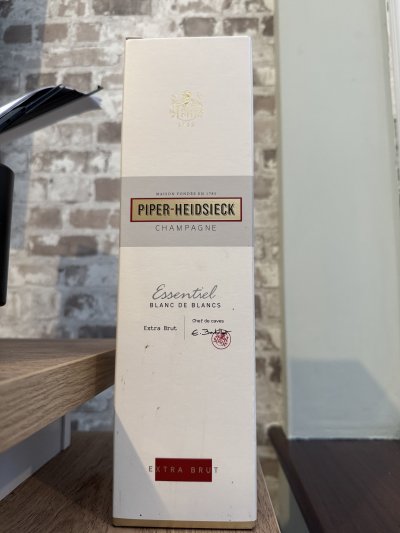 MAISON FONDÉE EN 1785
PIPER-HEIDSIECK
CHAMPAGNE
Essentiel
BLANC DE BLANCS
Extra Brut
Chef de caves
EXTRA BRUT